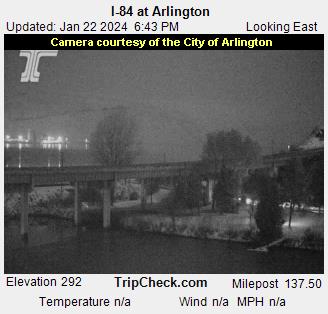 I-84 at Arlington
Updated: Jan 22 2024 6:43 PM Looking East
Camera courtesy of the City of Arlington
Elevation 292 TripCheck.com Milepost 137.50
Temperature n/a Wind n/a MPH n/a